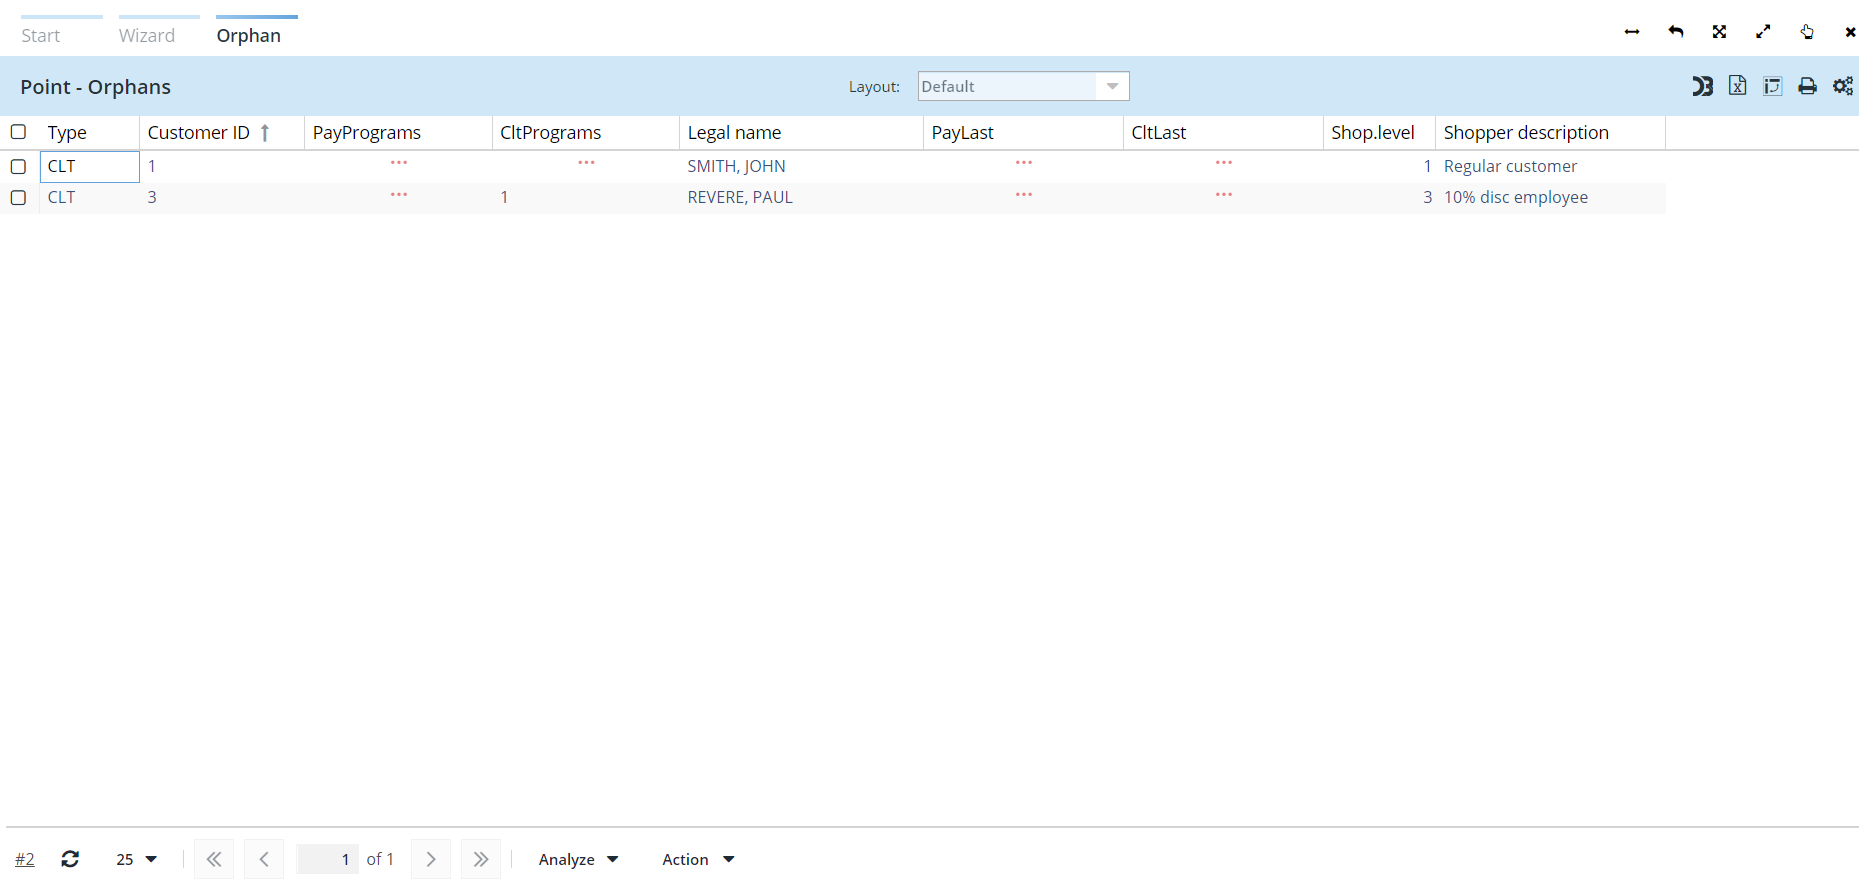 Start Wizard Orphan
Point - Orphans Layout: Default
Type Customer ID PayPrograms CltPrograms Legal name PayLast CltLast Shop.level Shopper description
CLT 1 ••• ••• SMITH, JOHN ••• ••• 1 Regular customer
CLT 3 ••• 1 REVERE, PAUL ••• ••• 3 10% disc employee
#2 25 1 of 1 Analyze Action